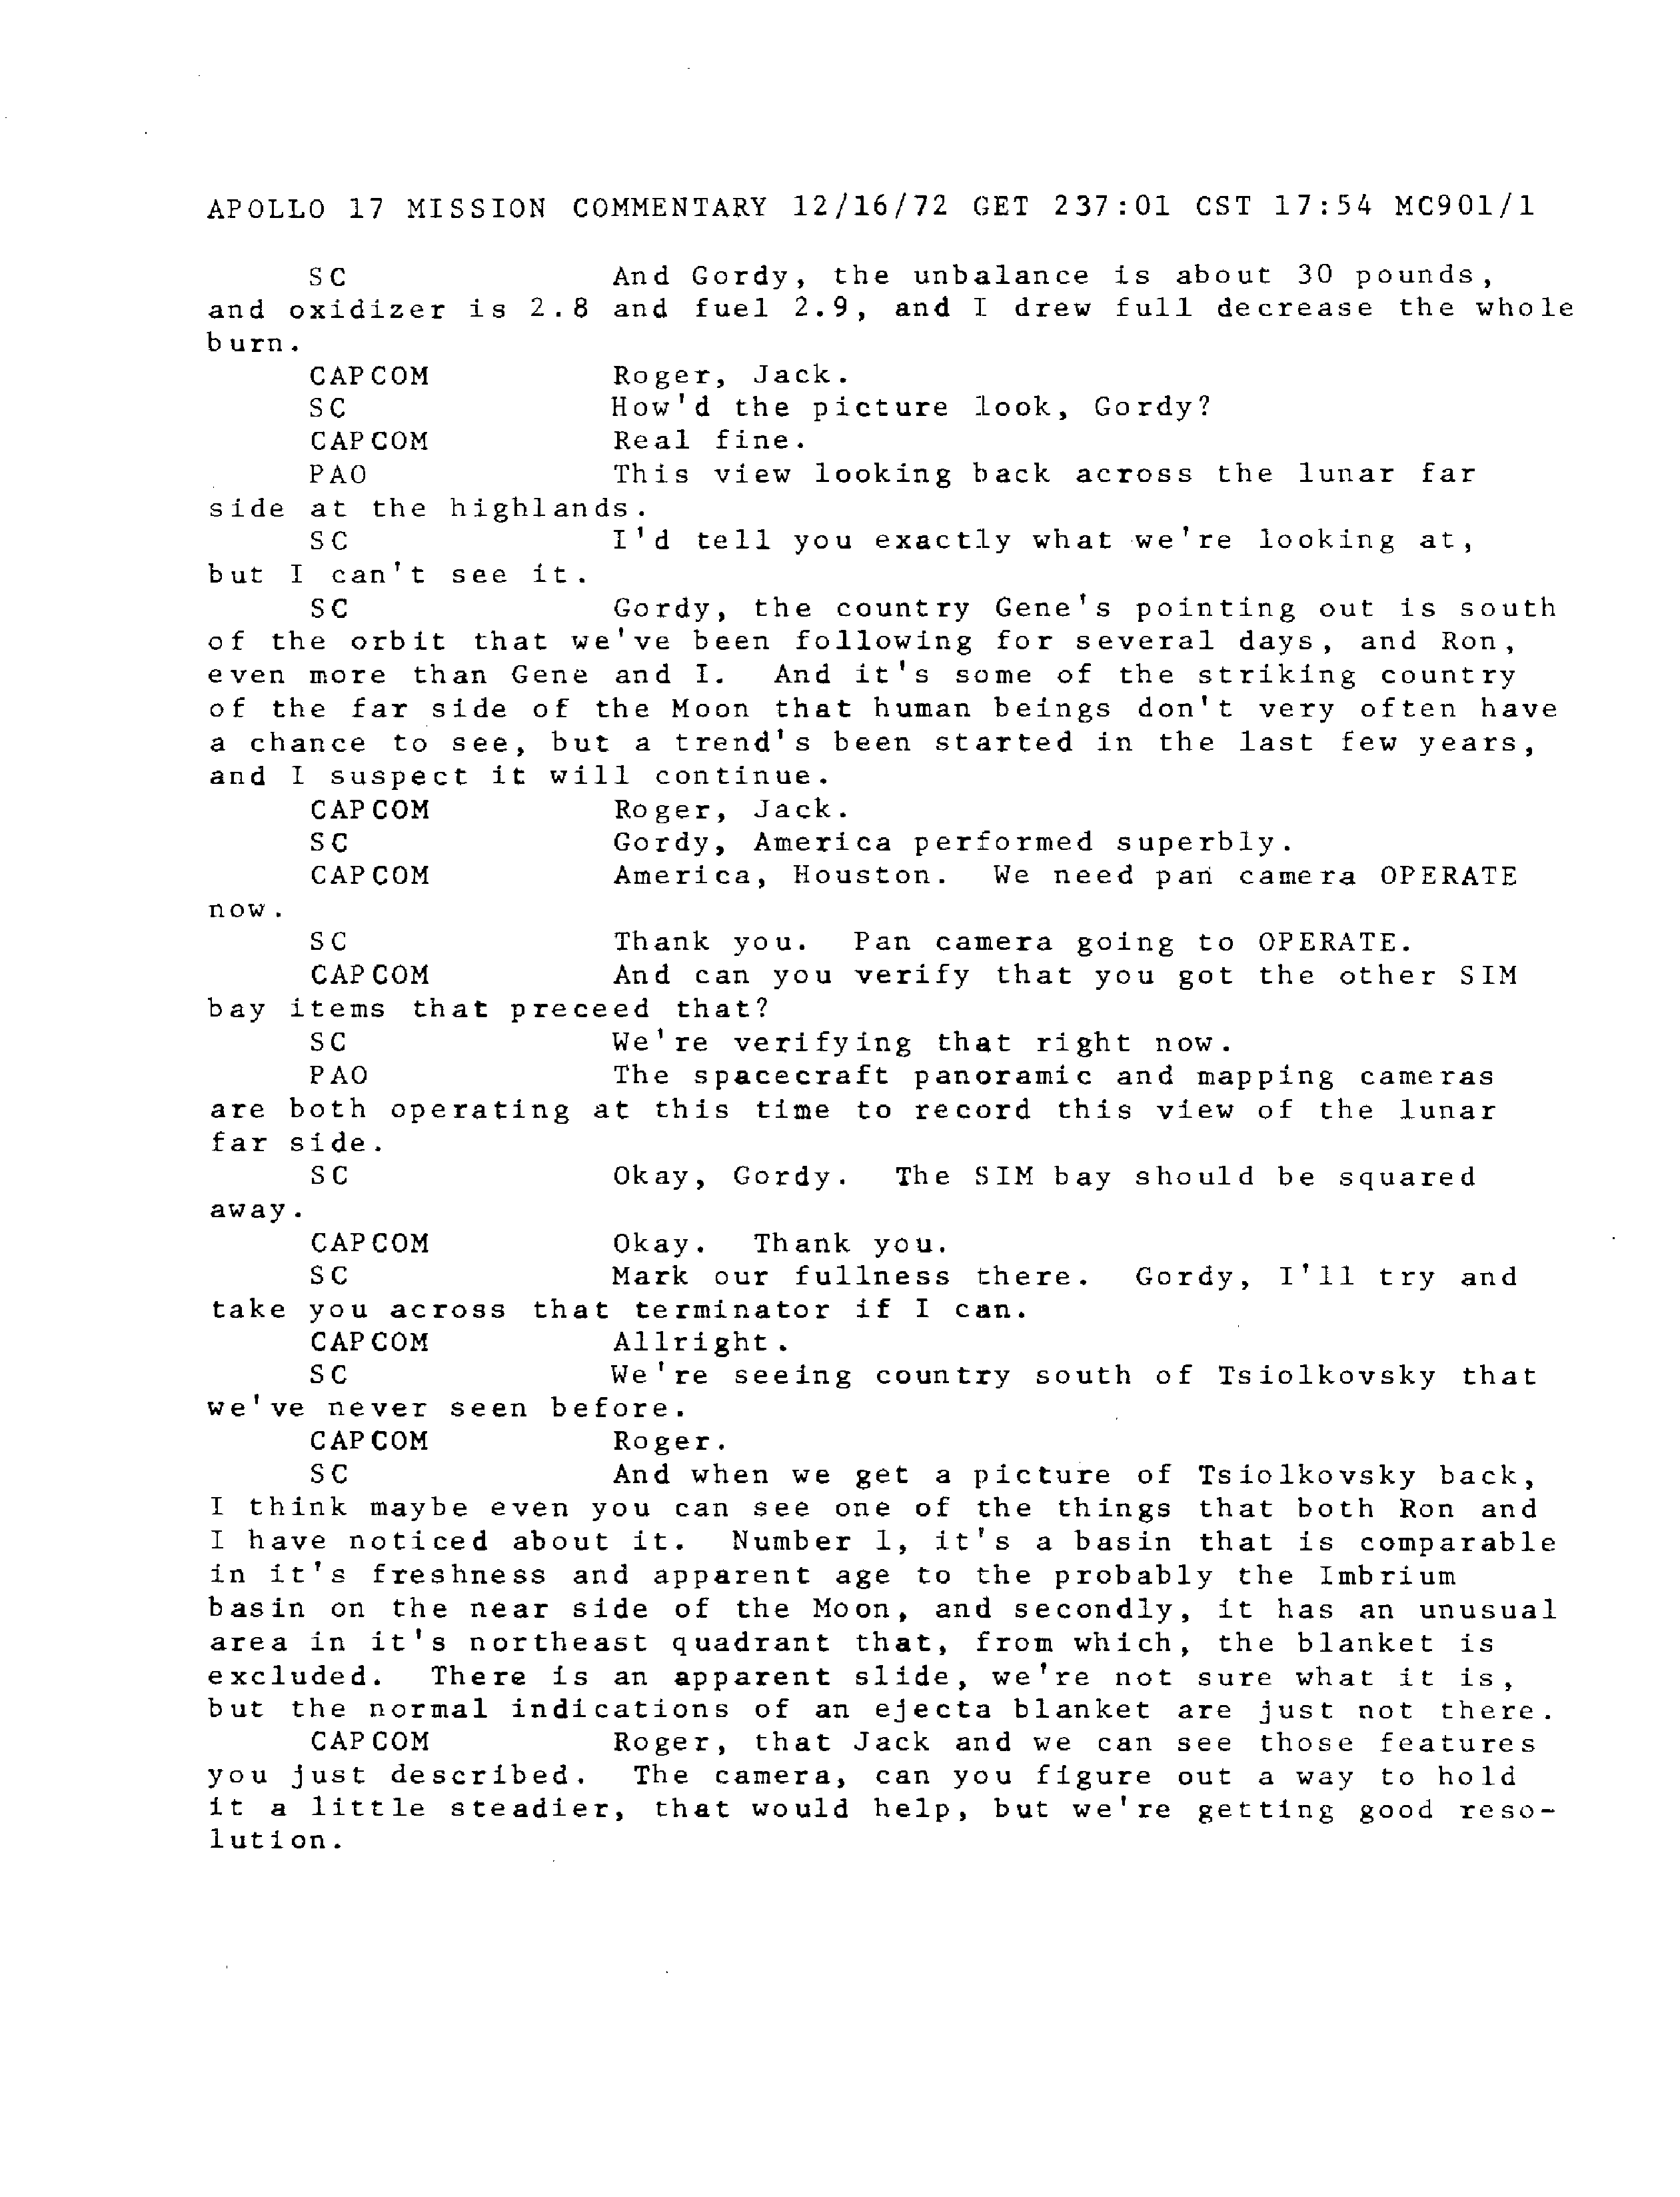 APOLLO 17 MISSION COMMENTARY 12/16/72 GET 237:01 CST 17:54 MC901/1
SC And Gordy, the unbalance is about 30 pounds,
and oxidizer is 2.8 and fuel 2.9, and I drew full decrease the whole
burn.
CAPCOM Roger, Jack.
SC How'd the picture look, Gordy?
CAPCOM Real fine.
PAO This view looking back across the lunar far
side at the highlands.
SC I'd tell you exactly what we're looking at,
but I can't see it.
SC Gordy, the country Gene's pointing out is south
of the orbit that we've been following for several days, and Ron,
even more than Gene and I. And it's some of the striking country
of the far side of the Moon that human beings don't very often have
a chance to see, but a trend's been started in the last few years,
and I suspect it will continue.
CAPCOM Roger, Jack.
SC Gordy, America performed superbly.
CAPCOM America, Houston. We need pan camera OPERATE
now.
SC Thank you. Pan camera going to OPERATE.
CAPCOM And can you verify that you got the other SIM
bay items that preceed that?
SC We're verifying that right now.
PAO The spacecraft panoramic and mapping cameras
are both operating at this time to record this view of the lunar
far side.
SC Okay, Gordy. The SIM bay should be squared
away.
CAPCOM Okay. Thank you.
SC Mark our fullness there. Gordy, I'll try and
take you across that terminator if I can.
CAPCOM Allright.
SC We're seeing country south of Tsiolkovsky that
we've never seen before.
CAPCOM Roger.
SC And when we get a picture of Tsiolkovsky back,
I think maybe even you can see one of the things that both Ron and
I have noticed about it. Number 1, it's a basin that is comparable
in it's freshness and apparent age to the probably the Imbrium
basin on the near side of the Moon, and secondly, it has an unusual
area in it's northeast quadrant that, from which, the blanket is
excluded. There is an apparent slide, we're not sure what it is,
but the normal indications of an ejecta blanket are just not there.
CAPCOM Roger, that Jack and we can see those features
you just described. The camera, can you figure out a way to hold
it a little steadier, that would help, but we're getting good reso-
lution.